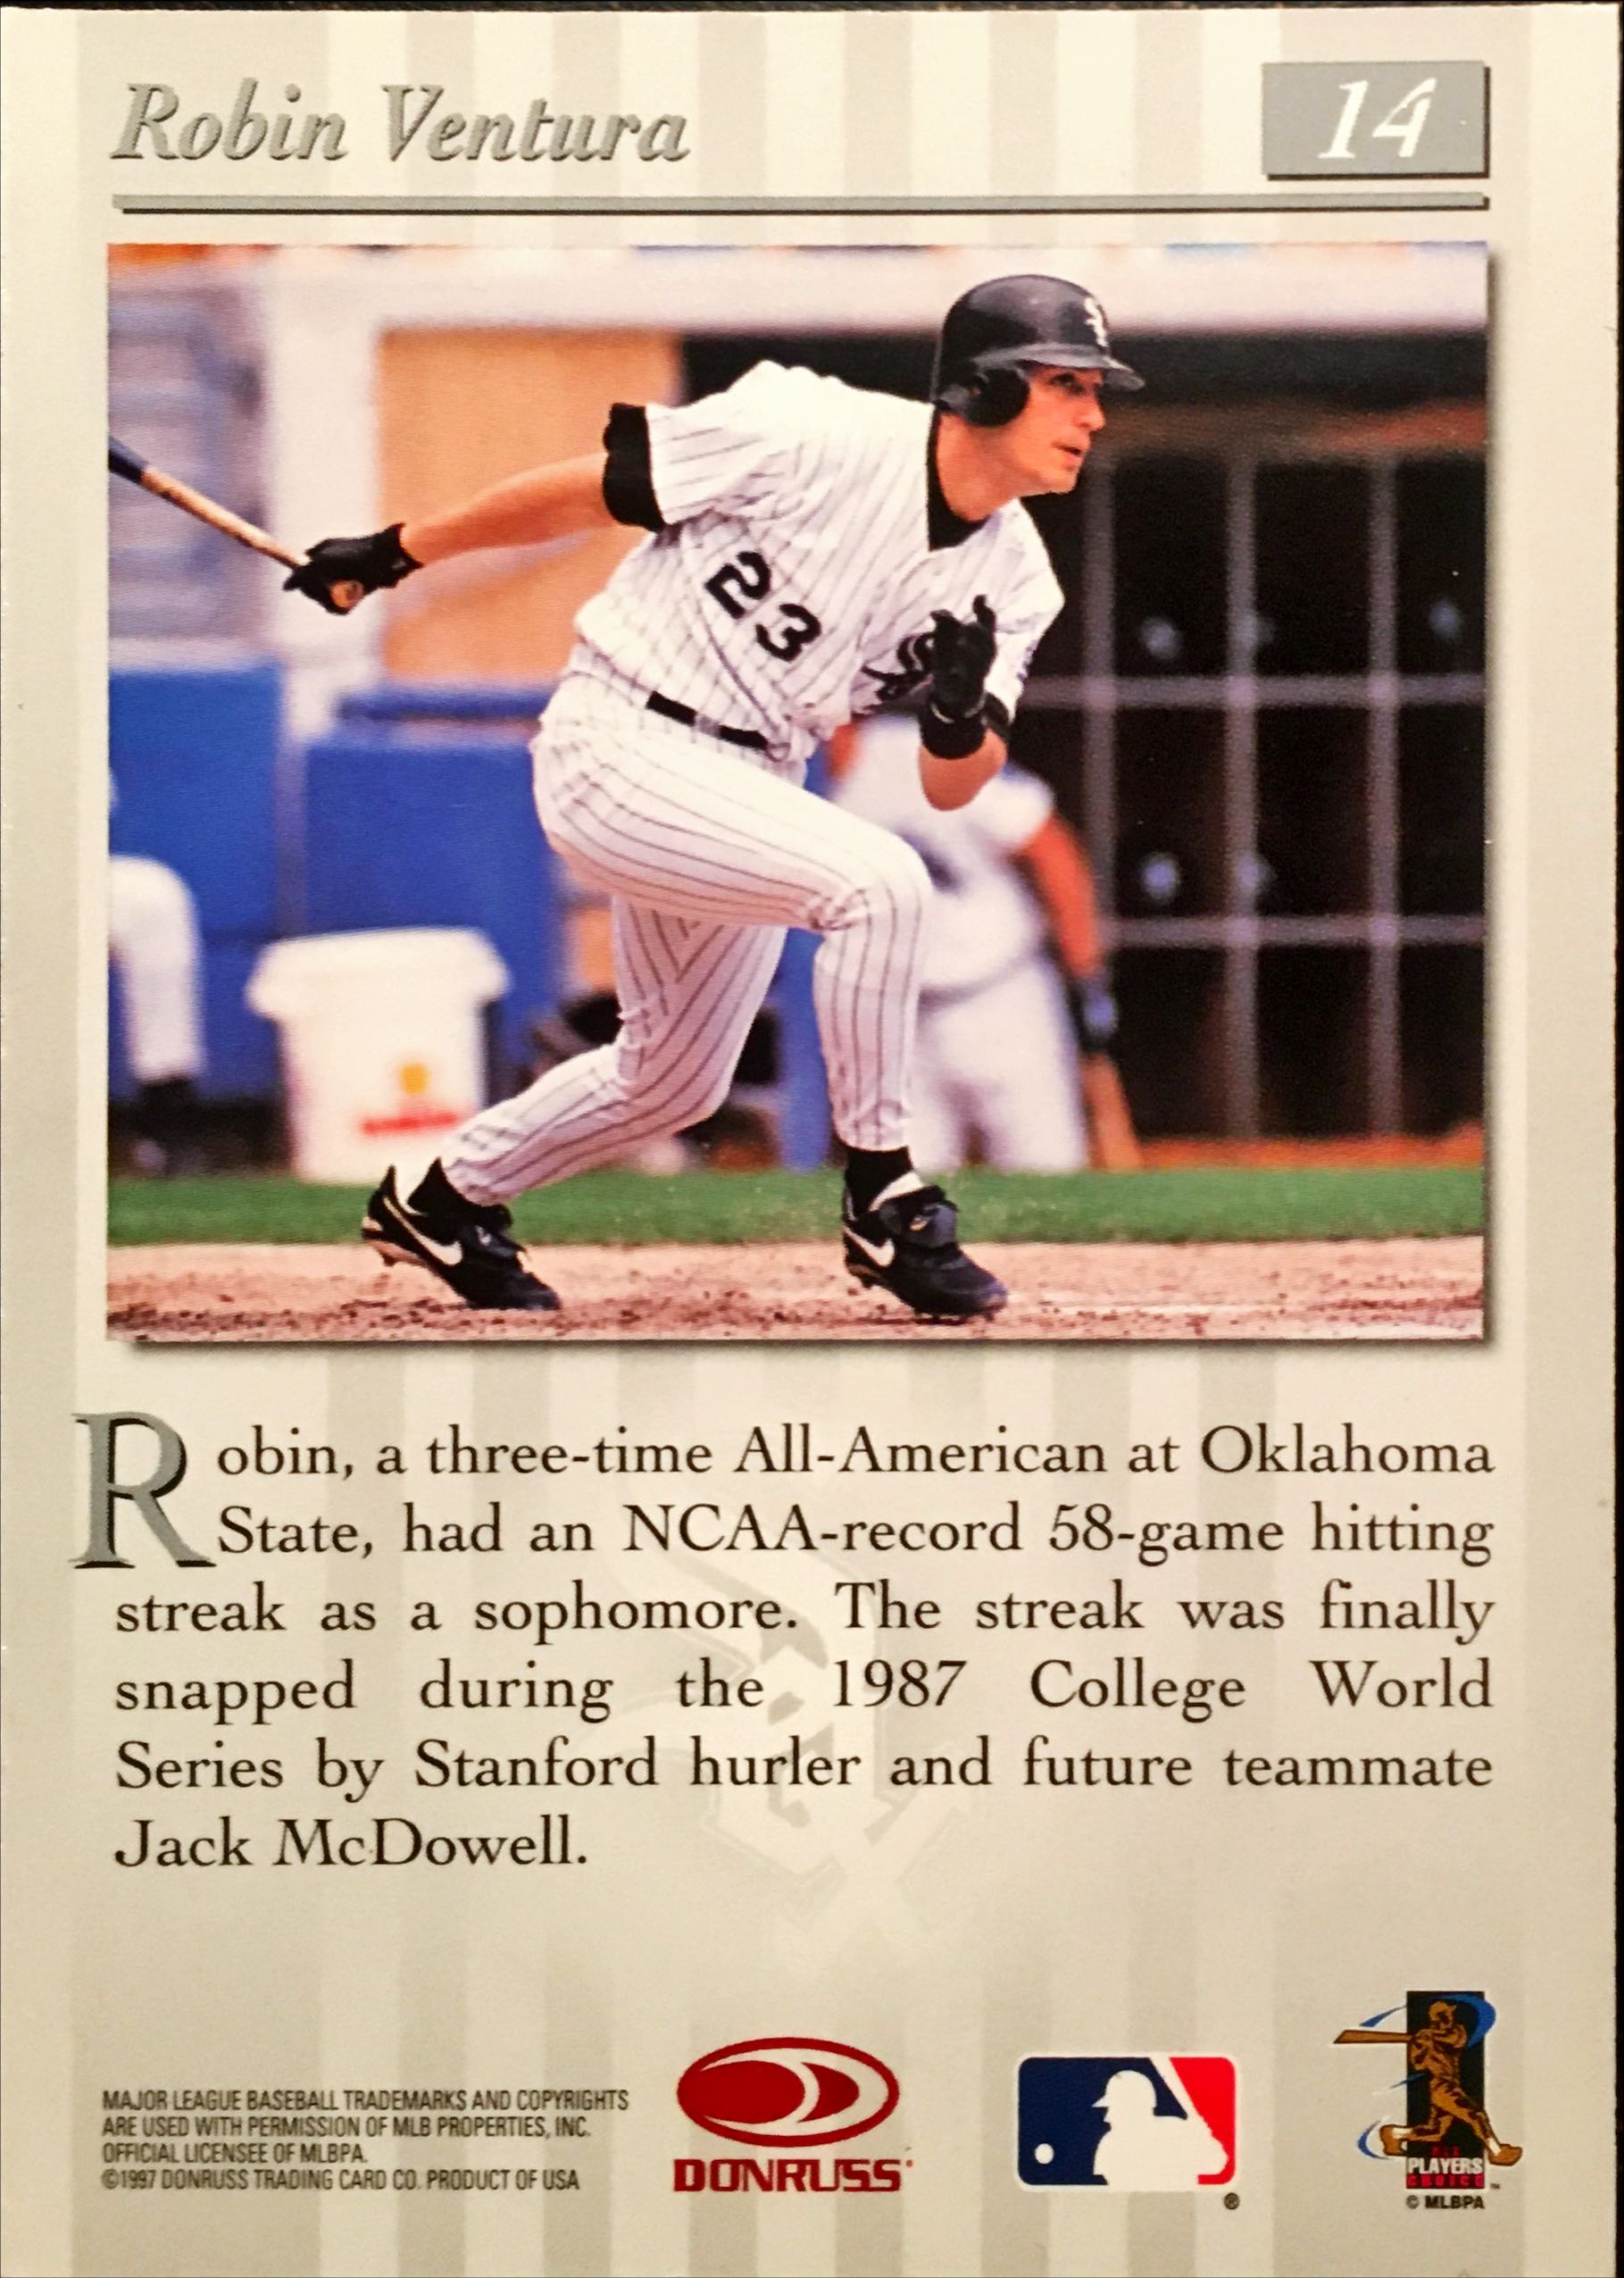 Robin Ventura
14
23
Robin, a three-time All-American at Oklahoma
State, had an NCAA-record 58-game hitting
streak as a sophomore. The streak was finally
snapped during the 1987 College World
Series by Stanford hurler and future teammate
Jack McDowell.
MAJOR LEAGUE BASEBALL TRADEMARKS AND COPYRIGHTS
ARE USED WITH PERMISSION OF MLB PROPERTIES, INC.
OFFICIAL LICENSEE OF MLBPA.
©1997 DONRUSS TRADING CARD CO. PRODUCT OF USA
DONRUSS
®
PLAYERS
CHOICE
™
© MLBPA